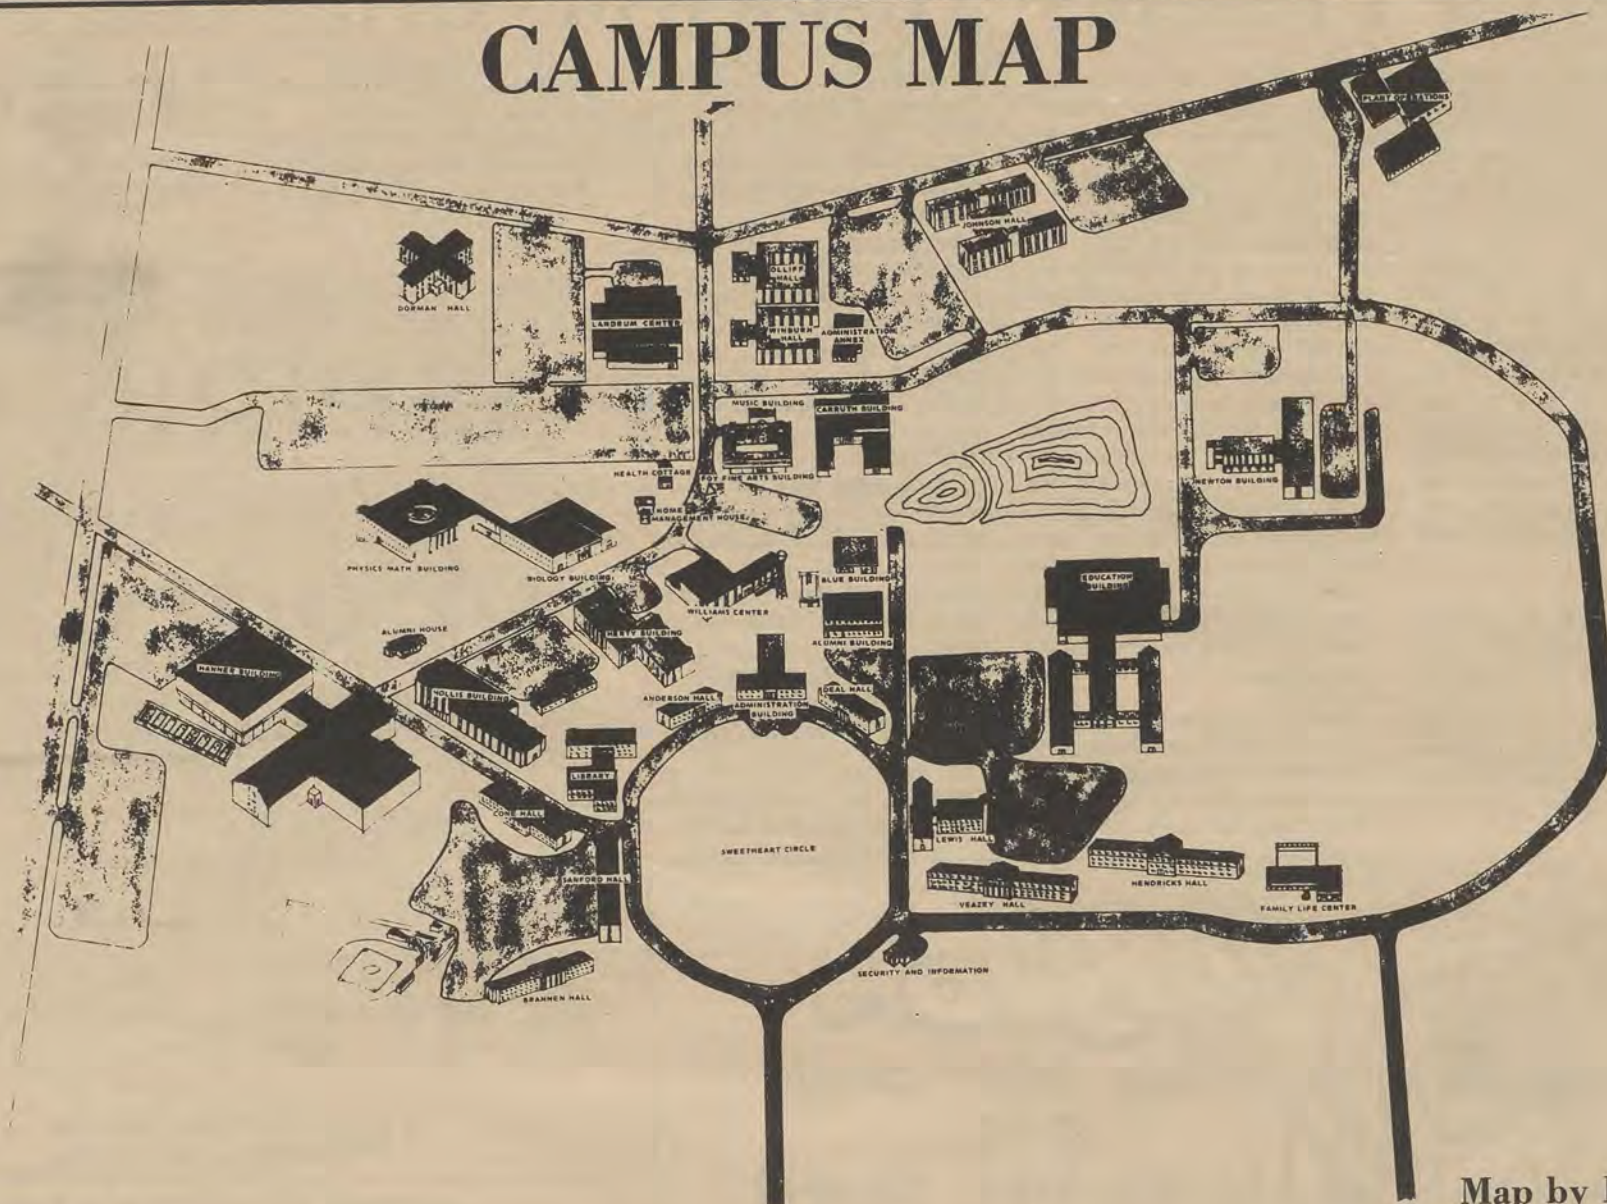 CAMPUS MAP
PLANT OPERATIONS
JOHNSON HALL
OLLIFF
HALL
DORMAN HALL
LANDRUM CENTER
WINBURN
HALL
ADMINISTRATION
ANNEX
MUSIC BUILDING
CARRUTH BUILDING
HEALTH COTTAGE
FOY FINE ARTS BUILDING
NEWTON BUILDING
HOME
MANAGEMENT HOUSE
PHYSICS MATH BUILDING
BIOLOGY BUILDING
BLUE BUILDING
EDUCATION
BUILDING
WILLIAMS CENTER
ALUMNI HOUSE
HERTY BUILDING
ALUMNI BUILDING
HANNER BUILDING
HOLLIS BUILDING
ANDERSON HALL
DEAL HALL
ADMINISTRATION
BUILDING
LIBRARY
CONE HALL
LEWIS HALL
SWEETHEART CIRCLE
SANFORD HALL
HENDRICKS HALL
VEAZEY HALL
FAMILY LIFE CENTER
SECURITY AND INFORMATION
BRANNEN HALL
Map by